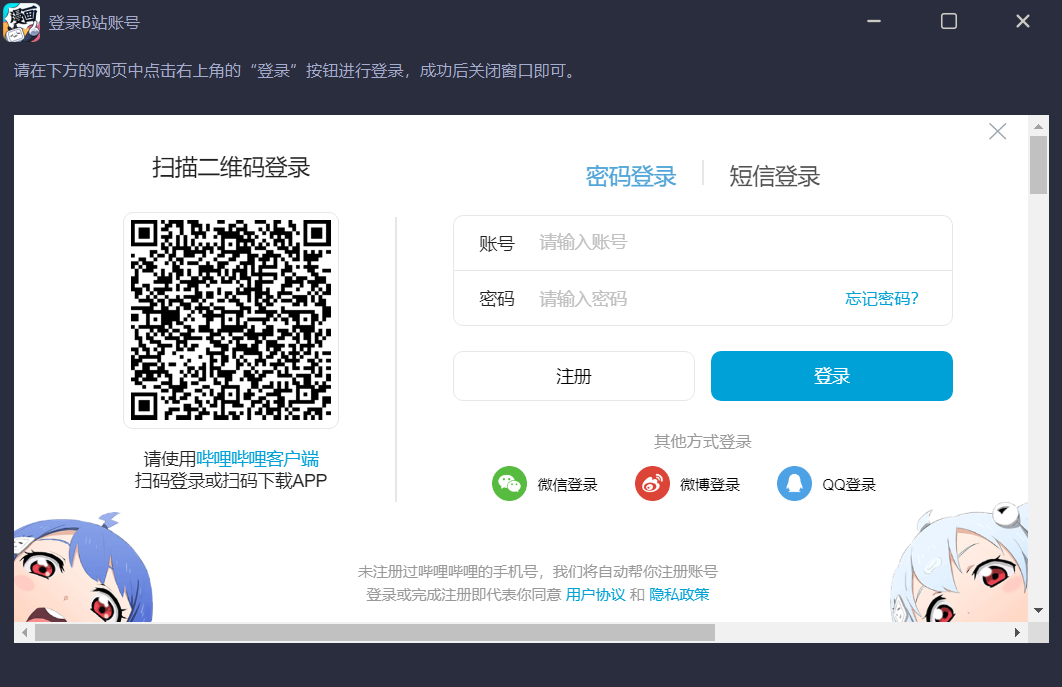 漫画
登录B站账号
请在下方的网页中点击右上角的“登录”按钮进行登录，成功后关闭窗口即可。
扫描二维码登录
请使用哔哩哔哩客户端
扫码登录或扫码下载APP
密码登录
短信登录
账号 请输入账号
密码 请输入密码 忘记密码?
注册
登录
其他方式登录
微信登录
微博登录
QQ登录
未注册过哔哩哔哩的手机号，我们将自动帮你注册账号
登录或完成注册即代表你同意 用户协议 和 隐私政策